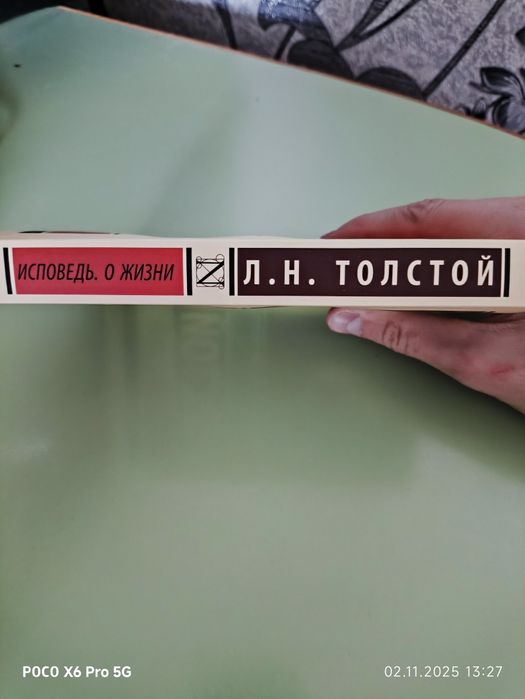 ИСПОВЕДЬ. О ЖИЗНИ
Л.Н. ТОЛСТОЙ
POCO X6 Pro 5G
02.11.2025 13:27